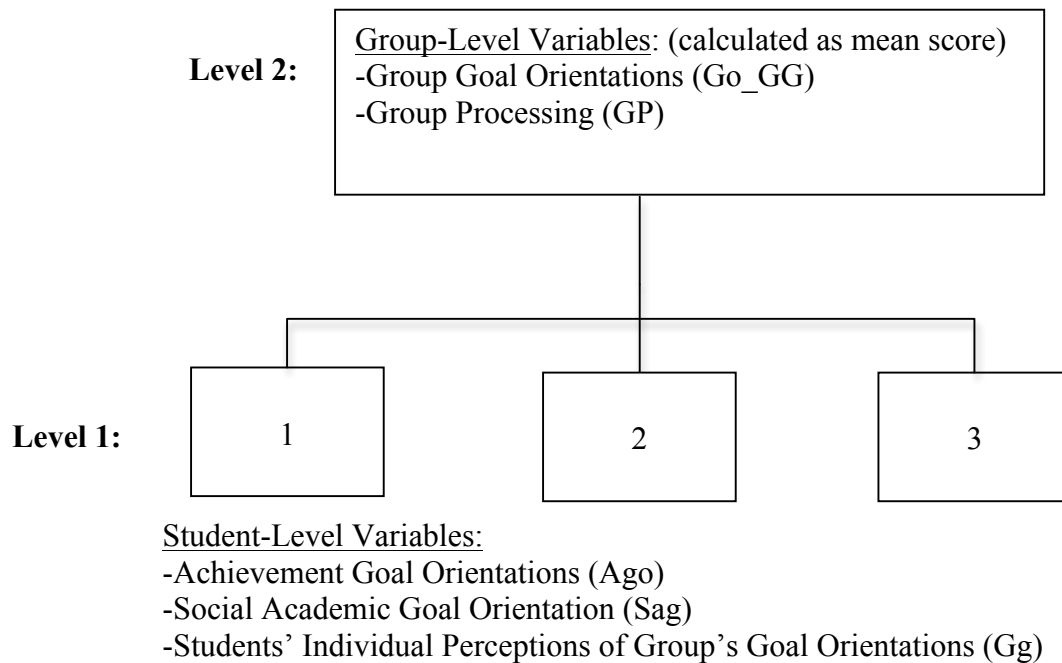 Group-Level Variables: (calculated as mean score)
Level 2:
-Group Goal Orientations (Go_GG)
-Group Processing (GP)
Level 1:
1
2
3
Student-Level Variables:
-Achievement Goal Orientations (Ago)
-Social Academic Goal Orientation (Sag)
-Students’ Individual Perceptions of Group’s Goal Orientations (Gg)